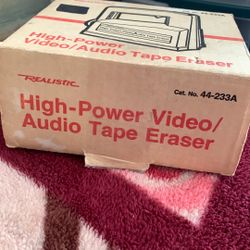 High-Power
Video/Audio Tape Eraser
REALISTIC
Cat. No. 44-233A
High-Power Video/
Audio Tape Eraser